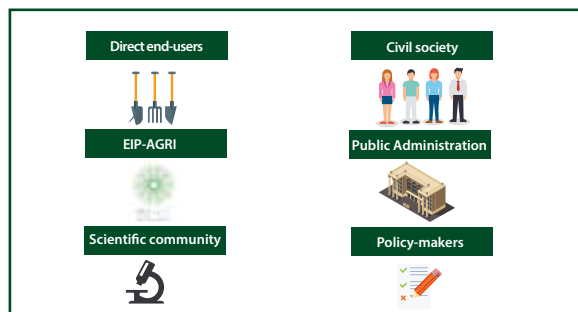 Direct end-users
Civil society
EIP-AGRI
Public Administration
Scientific community
Policy-makers